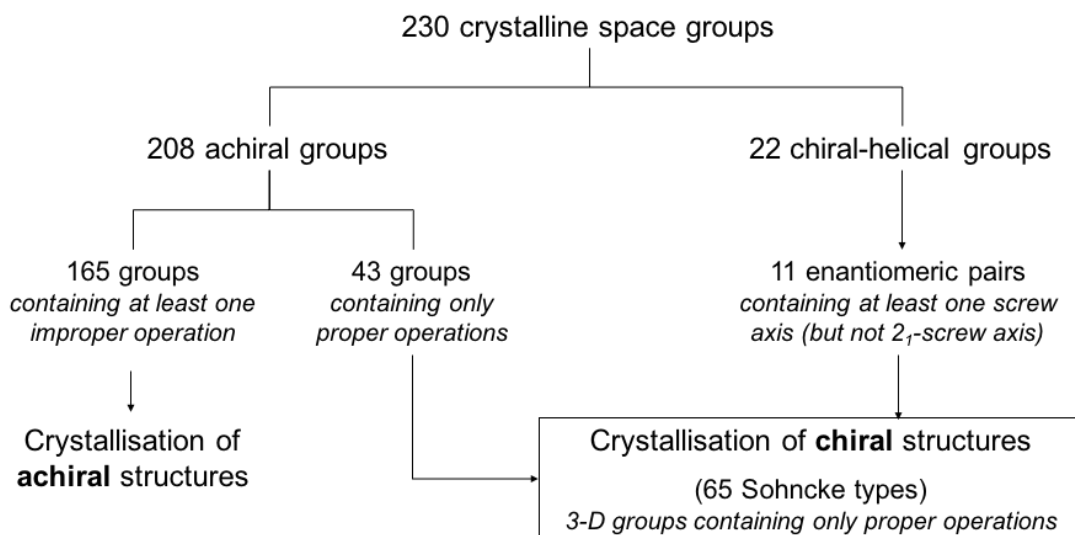 230 crystalline space groups
208 achiral groups
22 chiral-helical groups
165 groups
containing at least one
improper operation
43 groups
containing only
proper operations
11 enantiomeric pairs
containing at least one screw
axis (but not 2₁-screw axis)
Crystallisation of
achiral structures
Crystallisation of chiral structures
(65 Sohncke types)
3-D groups containing only proper operations